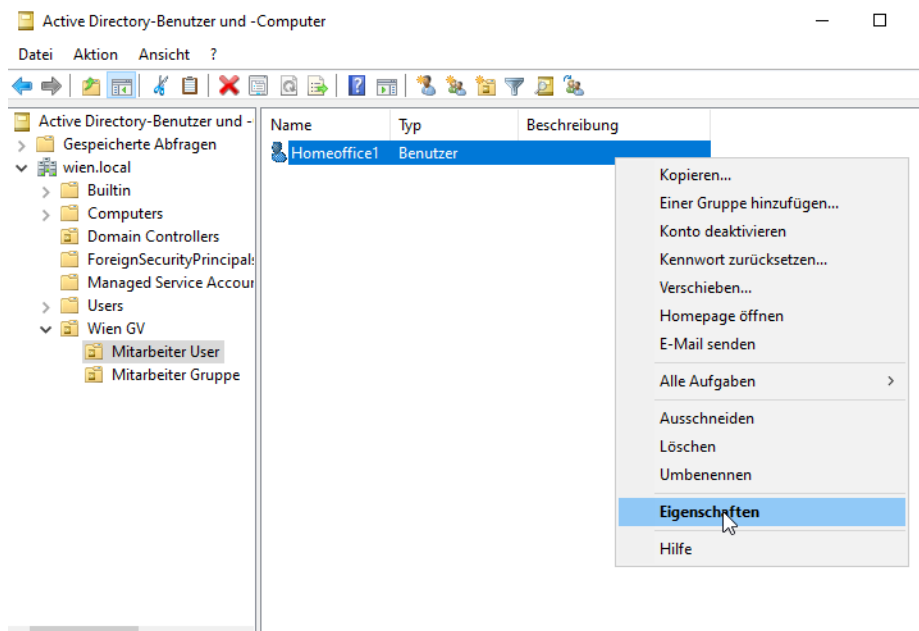 Active Directory-Benutzer und -Computer
Datei Aktion Ansicht ?
Active Directory-Benutzer und -
Gespeicherte Abfragen
wien.local
Builtin
Computers
Domain Controllers
ForeignSecurityPrincipals
Managed Service Accour
Users
Wien GV
Mitarbeiter User
Mitarbeiter Gruppe
Name Typ Beschreibung
Homeoffice1 Benutzer
Kopieren...
Einer Gruppe hinzufügen...
Konto deaktivieren
Kennwort zurücksetzen...
Verschieben...
Homepage öffnen
E-Mail senden
Alle Aufgaben
Ausschneiden
Löschen
Umbenennen
Eigenschaften
Hilfe